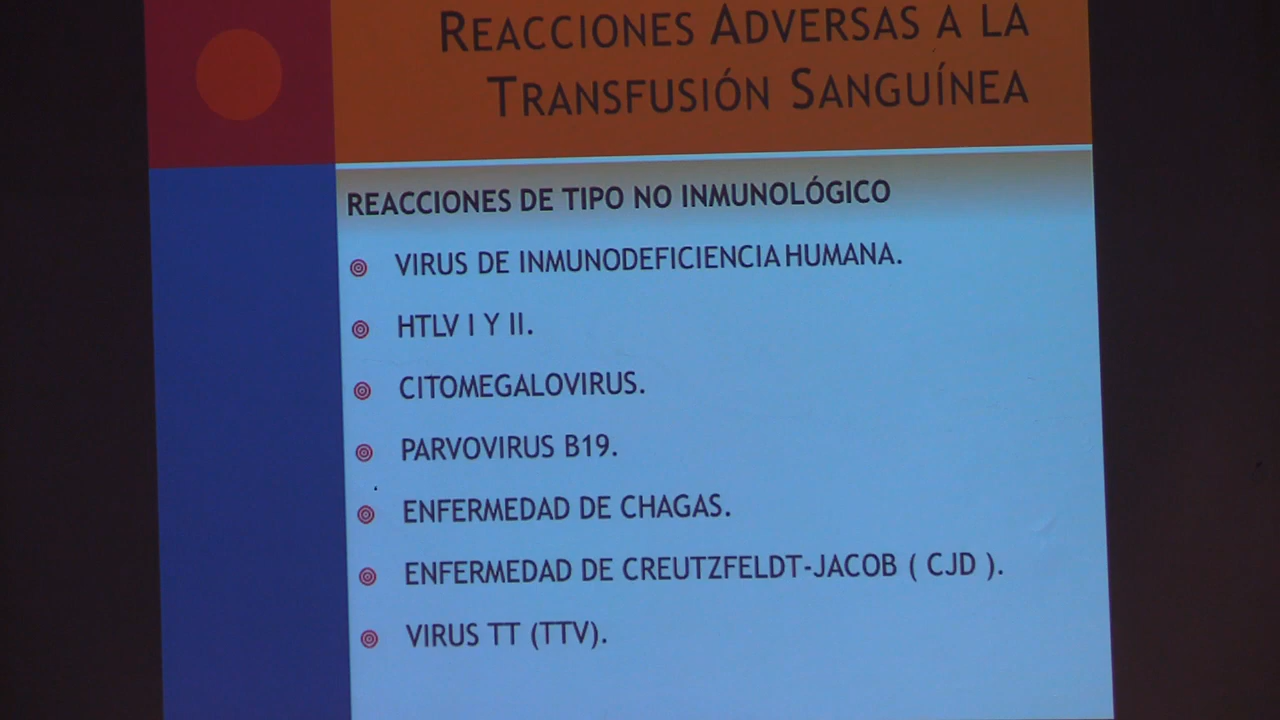 REACCIONES ADVERSAS A LA
TRANSFUSIÓN SANGUÍNEA
REACCIONES DE TIPO NO INMUNOLÓGICO
VIRUS DE INMUNODEFICIENCIA HUMANA.
HTLV I Y II.
CITOMEGALOVIRUS.
PARVOVIRUS B19.
ENFERMEDAD DE CHAGAS.
ENFERMEDAD DE CREUTZFELDT-JACOB ( CJD ).
VIRUS TT (TTV).